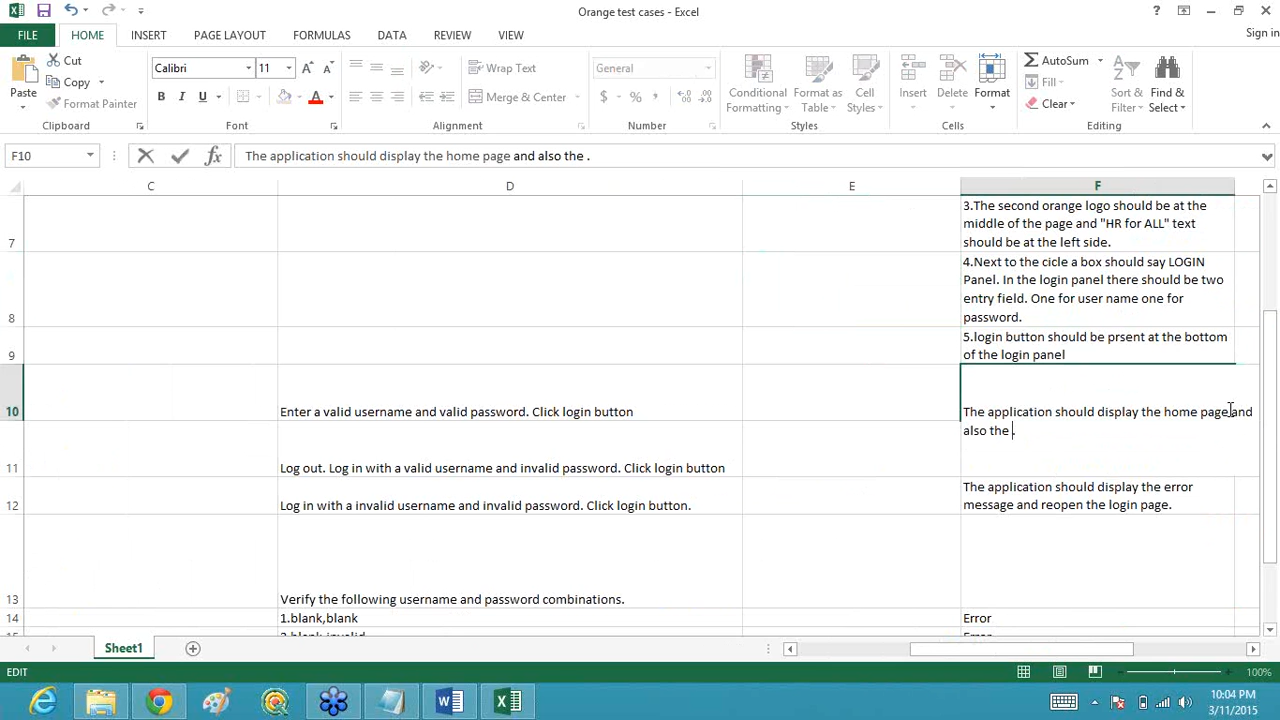 Orange test cases - Excel
?
FILE
HOME
INSERT
PAGE LAYOUT
FORMULAS
DATA
REVIEW
VIEW
Sign in
Paste
Cut
Copy
Format Painter
Clipboard
Calibri
11
B I U
Font
Wrap Text
Merge & Center
Alignment
General
$ % ,
Number
Conditional Formatting
Format as Table
Cell Styles
Styles
Insert
Delete
Format
Cells
AutoSum
Fill
Clear
Sort & Filter
Find & Select
Editing
F10
fx
The application should display the home page and also the .
C
D
E
F
7
3.The second orange logo should be at the
middle of the page and "HR for ALL" text
should be at the left side.
8
4.Next to the cicle a box should say LOGIN
Panel. In the login panel there should be two
entry field. One for user name one for
password.
9
5.login button should be prsent at the bottom
of the login panel
10
Enter a valid username and valid password. Click login button
The application should display the home page and
also the .
11
Log out. Log in with a valid username and invalid password. Click login button
12
Log in with a invalid username and invalid password. Click login button.
The application should display the error
message and reopen the login page.
13
Verify the following username and password combinations.
14
1.blank,blank
Error
15
2.blank,invalid
Error
Sheet1
EDIT
100%
10:04 PM
3/11/2015